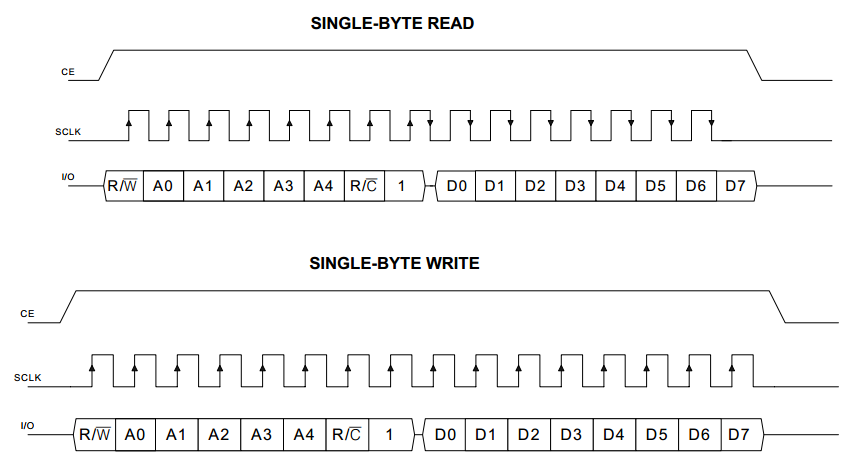 SINGLE-BYTE READ
CE
SCLK
I/O R/W̅ A0 A1 A2 A3 A4 R/C̅ 1 D0 D1 D2 D3 D4 D5 D6 D7
SINGLE-BYTE WRITE
CE
SCLK
I/O R/W̅ A0 A1 A2 A3 A4 R/C̅ 1 D0 D1 D2 D3 D4 D5 D6 D7